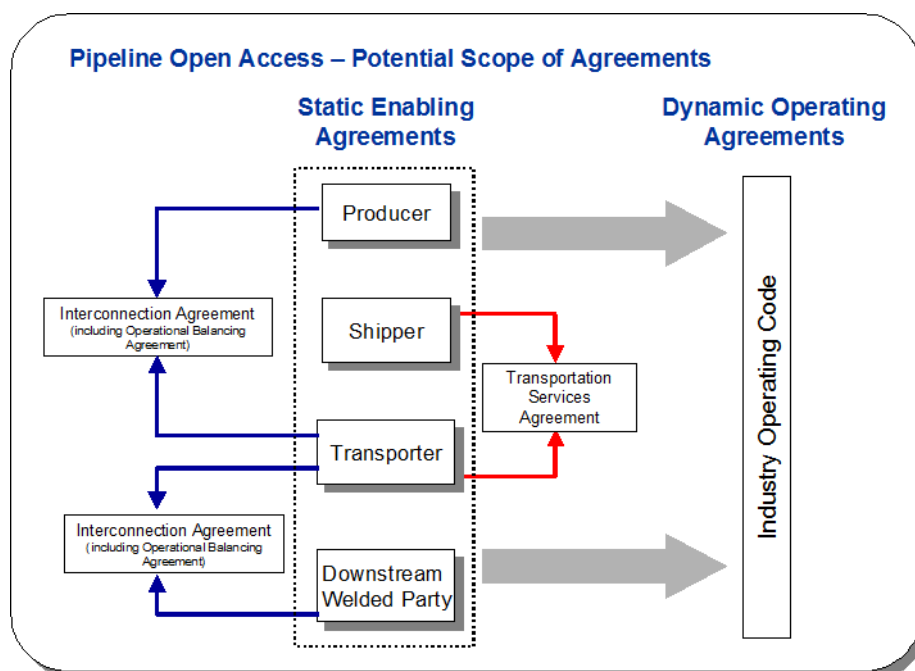 Pipeline Open Access – Potential Scope of Agreements
Static Enabling
Agreements
Dynamic Operating
Agreements
Producer
Interconnection Agreement
(including Operational Balancing
Agreement)
Shipper
Transportation
Services
Agreement
Transporter
Interconnection Agreement
(including Operational Balancing
Agreement)
Downstream
Welded Party
Industry Operating Code